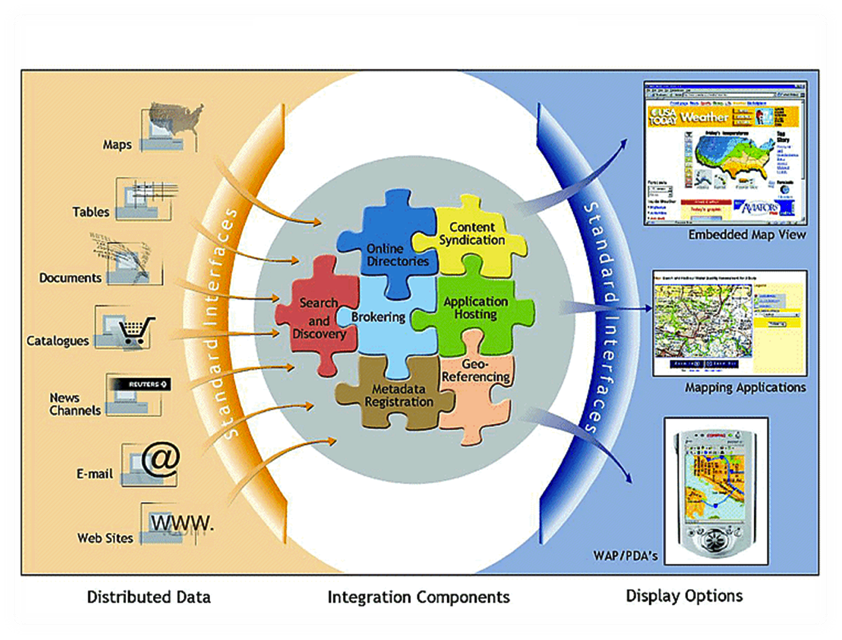 Maps
Tables
Documents
Catalogues
News
Channels
REUTERS
E-mail
@
Web Sites
WWW.
Standard Interfaces
Online
Directories
Content
Syndication
Search
and
Discovery
Brokering
Application
Hosting
Metadata
Registration
Geo-
Referencing
Standard Interfaces
USA
TODAY
Weather
Embedded Map View
Mapping Applications
WAP/PDA's
Distributed Data
Integration Components
Display Options